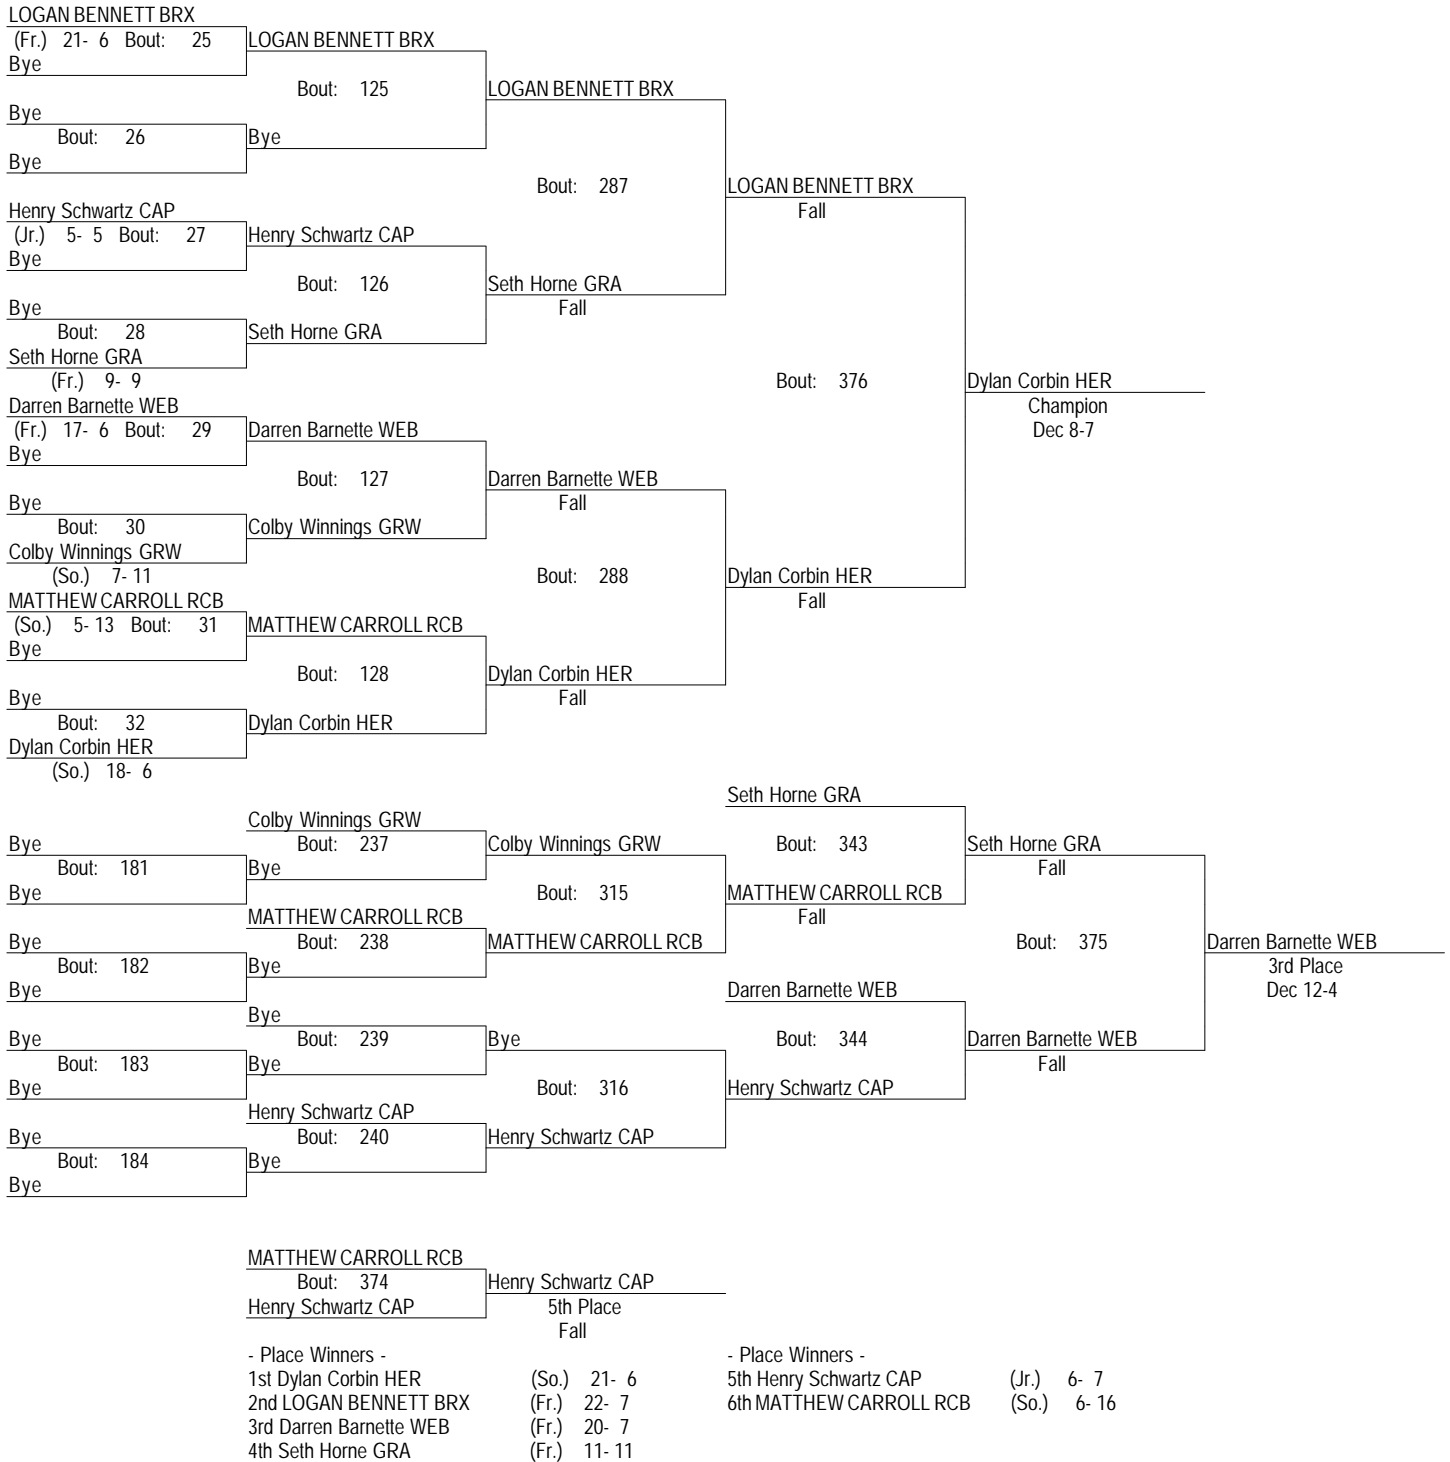 LOGAN BENNETT BRX
(Fr.) 21- 6 Bout: 25 LOGAN BENNETT BRX
Bye
Bout: 125 LOGAN BENNETT BRX
Bye
Bout: 26 Bye
Bye
Bout: 287 LOGAN BENNETT BRX
Henry Schwartz CAP Fall
(Jr.) 5- 5 Bout: 27 Henry Schwartz CAP
Bye
Bout: 126 Seth Horne GRA
Bye Fall
Bout: 28 Seth Horne GRA
Seth Horne GRA
(Fr.) 9- 9 Bout: 376 Dylan Corbin HER
Darren Barnette WEB Champion
(Fr.) 17- 6 Bout: 29 Darren Barnette WEB Dec 8-7
Bye
Bout: 127 Darren Barnette WEB
Bye Fall
Bout: 30 Colby Winnings GRW
Colby Winnings GRW
(So.) 7- 11 Bout: 288 Dylan Corbin HER
MATTHEW CARROLL RCB Fall
(So.) 5- 13 Bout: 31 MATTHEW CARROLL RCB
Bye
Bout: 128 Dylan Corbin HER
Bye Fall
Bout: 32 Dylan Corbin HER
Dylan Corbin HER
(So.) 18- 6
Seth Horne GRA
Colby Winnings GRW
Bye Bout: 237 Colby Winnings GRW Bout: 343 Seth Horne GRA
Bout: 181 Bye Fall
Bye Bout: 315 MATTHEW CARROLL RCB
MATTHEW CARROLL RCB Fall
Bye Bout: 238 MATTHEW CARROLL RCB Bout: 375 Darren Barnette WEB
Bout: 182 Bye 3rd Place
Bye Darren Barnette WEB Dec 12-4
Bye
Bye Bout: 239 Bye Bout: 344 Darren Barnette WEB
Bout: 183 Bye Fall
Bye Bout: 316 Henry Schwartz CAP
Henry Schwartz CAP
Bye Bout: 240 Henry Schwartz CAP
Bout: 184 Bye
Bye
MATTHEW CARROLL RCB
Bout: 374 Henry Schwartz CAP
Henry Schwartz CAP 5th Place
Fall
- Place Winners - - Place Winners -
1st Dylan Corbin HER (So.) 21- 6 5th Henry Schwartz CAP (Jr.) 6- 7
2nd LOGAN BENNETT BRX (Fr.) 22- 7 6th MATTHEW CARROLL RCB (So.) 6- 16
3rd Darren Barnette WEB (Fr.) 20- 7
4th Seth Horne GRA (Fr.) 11- 11